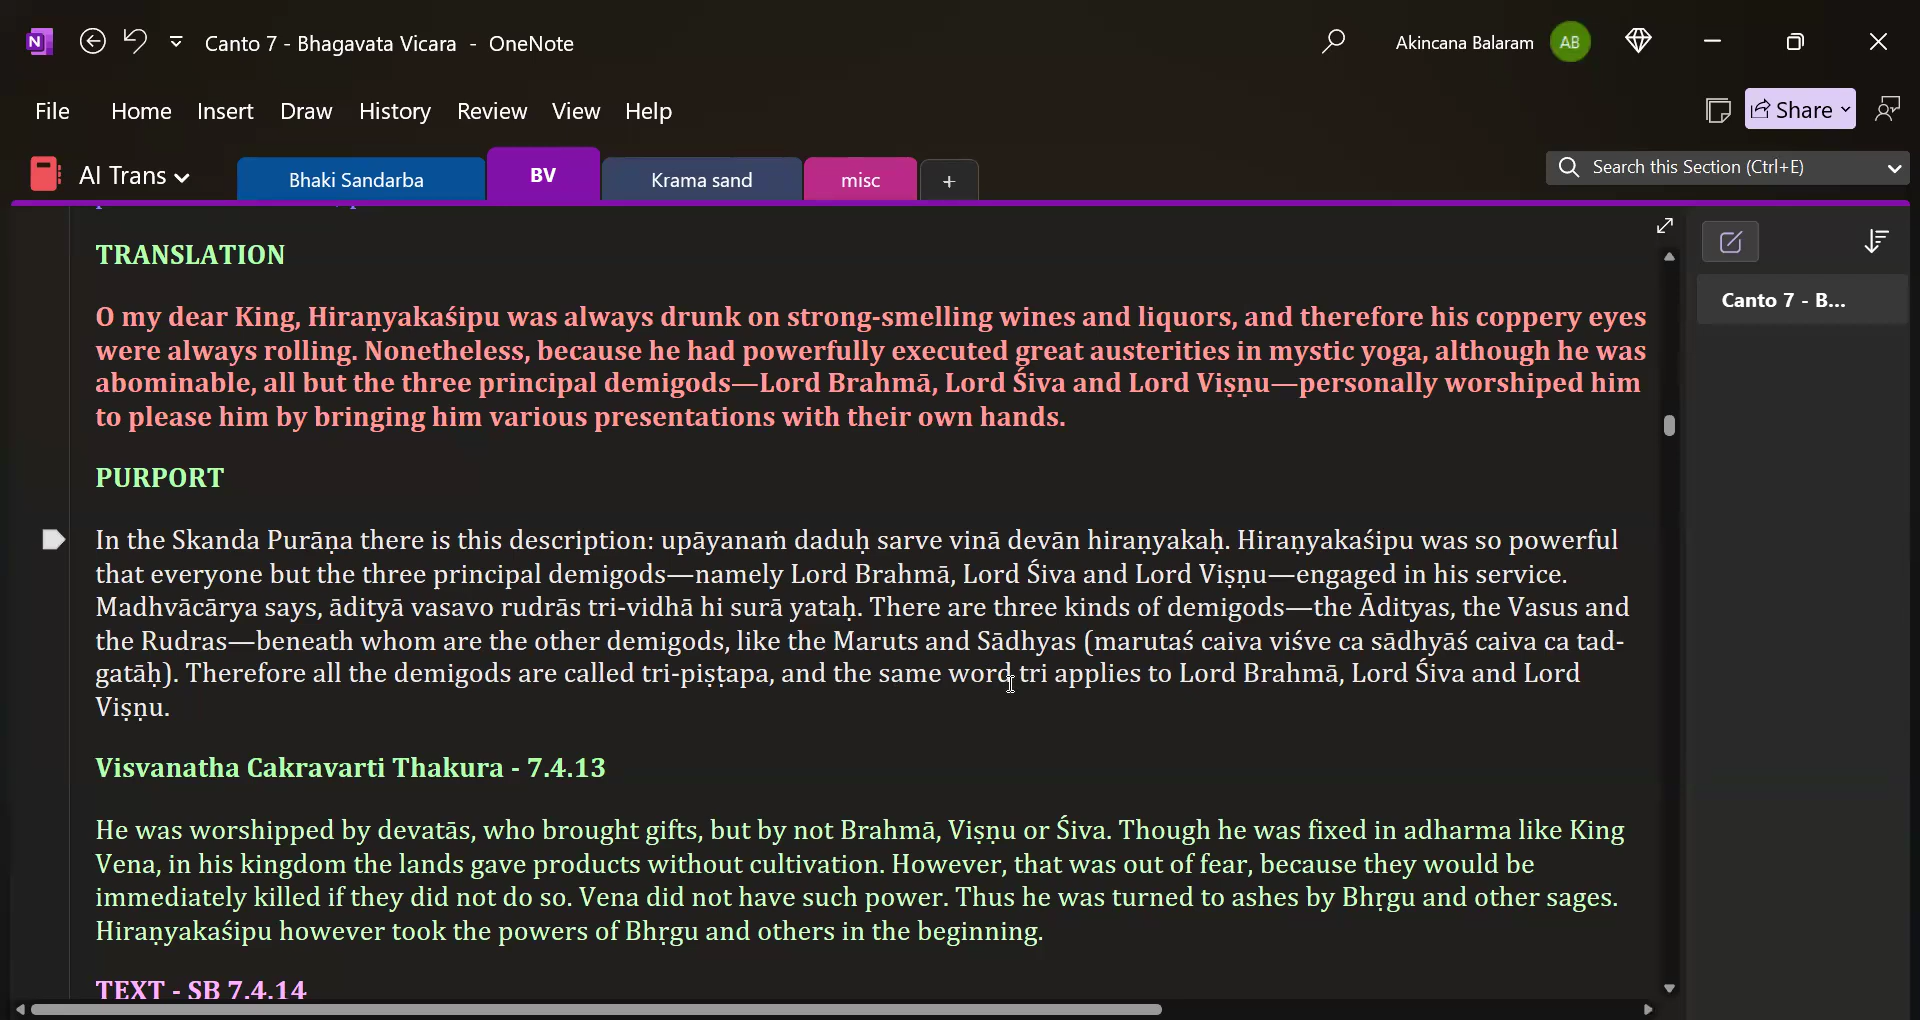 Canto 7 - Bhagavata Vicara - OneNote
Akincana Balaram
AB
File
Home
Insert
Draw
History
Review
View
Help
Share
AI Trans
Bhaki Sandarba
BV
Krama sand
misc
+
Search this Section (Ctrl+E)
Canto 7 - B...
TRANSLATION
O my dear King, Hiraṇyakaśipu was always drunk on strong-smelling wines and liquors, and therefore his coppery eyes
were always rolling. Nonetheless, because he had powerfully executed great austerities in mystic yoga, although he was
abominable, all but the three principal demigods—Lord Brahmā, Lord Śiva and Lord Viṣṇu—personally worshiped him
to please him by bringing him various presentations with their own hands.
PURPORT
In the Skanda Purāṇa there is this description: upāyanaṁ daduḥ sarve vinā devān hiraṇyakaḥ. Hiraṇyakaśipu was so powerful
that everyone but the three principal demigods—namely Lord Brahmā, Lord Śiva and Lord Viṣṇu—engaged in his service.
Madhvācārya says, ādityā vasavo rudrās tri-vidhā hi surā yataḥ. There are three kinds of demigods—the Ādityas, the Vasus and
the Rudras—beneath whom are the other demigods, like the Maruts and Sādhyas (marutaś caiva viśve ca sādhyāś caiva ca tad-
gatāḥ). Therefore all the demigods are called tri-piṣṭapa, and the same word tri applies to Lord Brahmā, Lord Śiva and Lord
Viṣṇu.
Visvanatha Cakravarti Thakura - 7.4.13
He was worshipped by devatās, who brought gifts, but by not Brahmā, Viṣṇu or Śiva. Though he was fixed in adharma like King
Vena, in his kingdom the lands gave products without cultivation. However, that was out of fear, because they would be
immediately killed if they did not do so. Vena did not have such power. Thus he was turned to ashes by Bhṛgu and other sages.
Hiraṇyakaśipu however took the powers of Bhṛgu and others in the beginning.
TEXT - SB 7.4.14